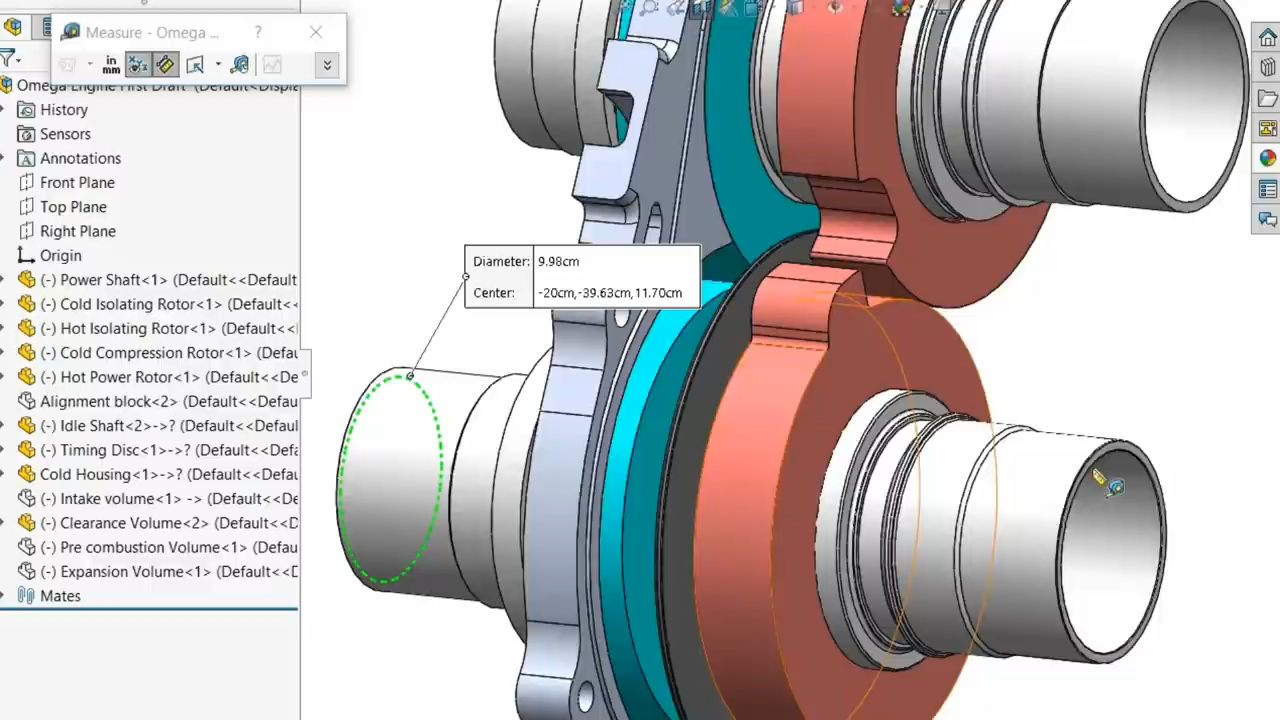 Measure - Omega ...
?
in
mm
Omega Engine First Draft (Default<Displa
History
Sensors
Annotations
Front Plane
Top Plane
Right Plane
Origin
(-) Power Shaft<1> (Default<<Default
(-) Cold Isolating Rotor<1> (Default<
(-) Hot Isolating Rotor<1> (Default<<
(-) Cold Compression Rotor<1> (Defau
(-) Hot Power Rotor<1> (Default<<De
Alignment block<2> (Default<<Defaul
(-) Idle Shaft<2>->? (Default<<Defaul
(-) Timing Disc<1>->>? (Default<<Def
Cold Housing<1>->? (Default<<Defaul
(-) Intake volume<1> -> (Default<<De
(-) Clearance Volume<2> (Default<<D
(-) Pre combustion Volume<1> (Defau
(-) Expansion Volume<1> (Default<<D
Mates
Diameter: 9.98cm
Center: -20cm,-39.63cm,11.70cm